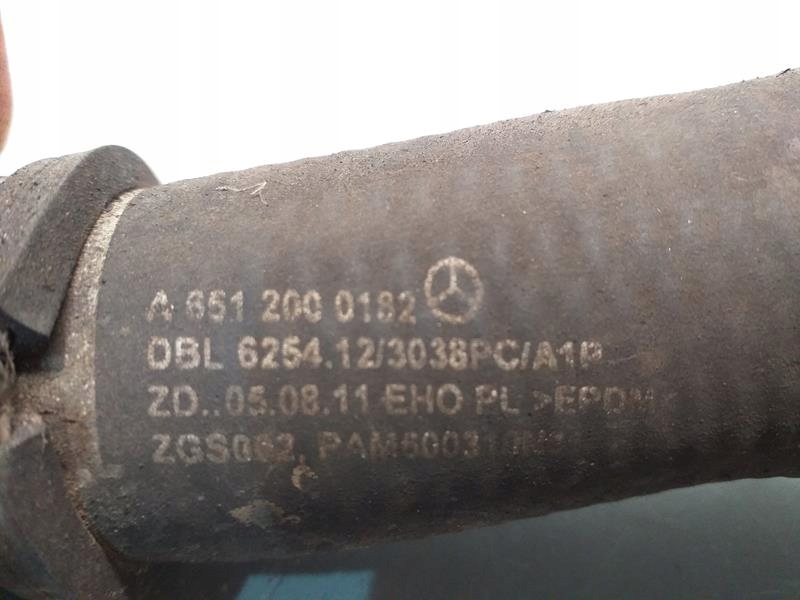 A 651 200 0182
DBL 6254.12/3038PC/A1P
ZD..05.08.11 EHO PL >EPDM<
ZGS002,